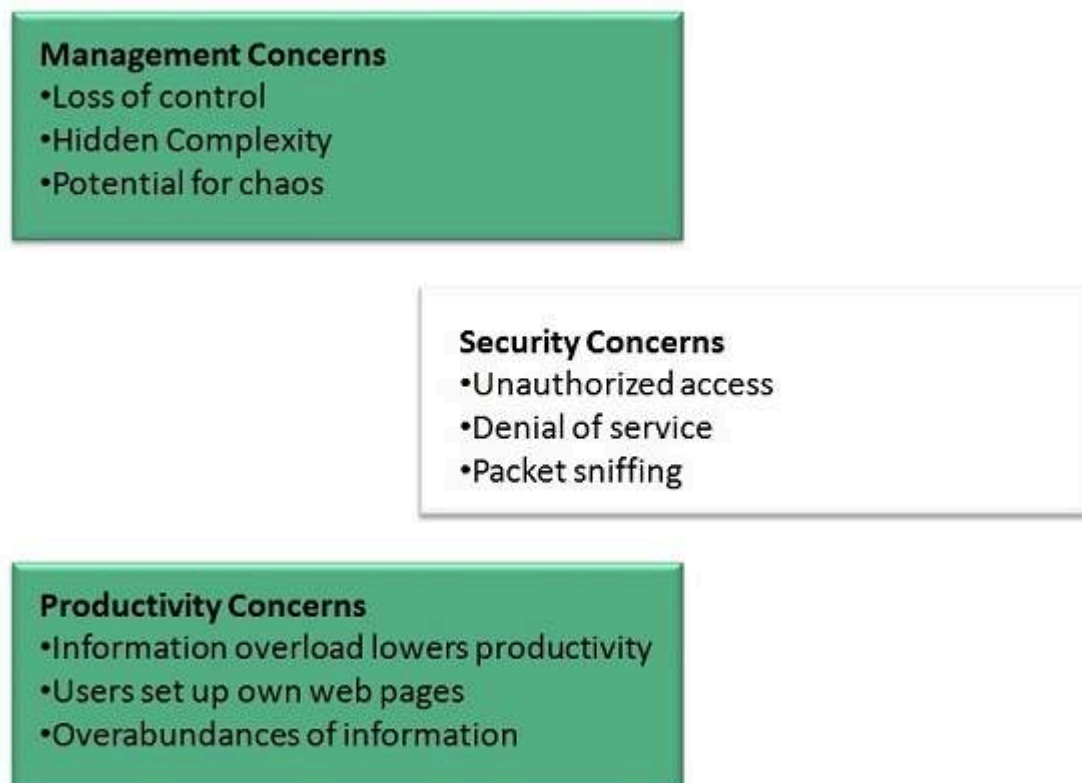 Management Concerns
•Loss of control
•Hidden Complexity
•Potential for chaos
Security Concerns
•Unauthorized access
•Denial of service
•Packet sniffing
Productivity Concerns
•Information overload lowers productivity
•Users set up own web pages
•Overabundances of information